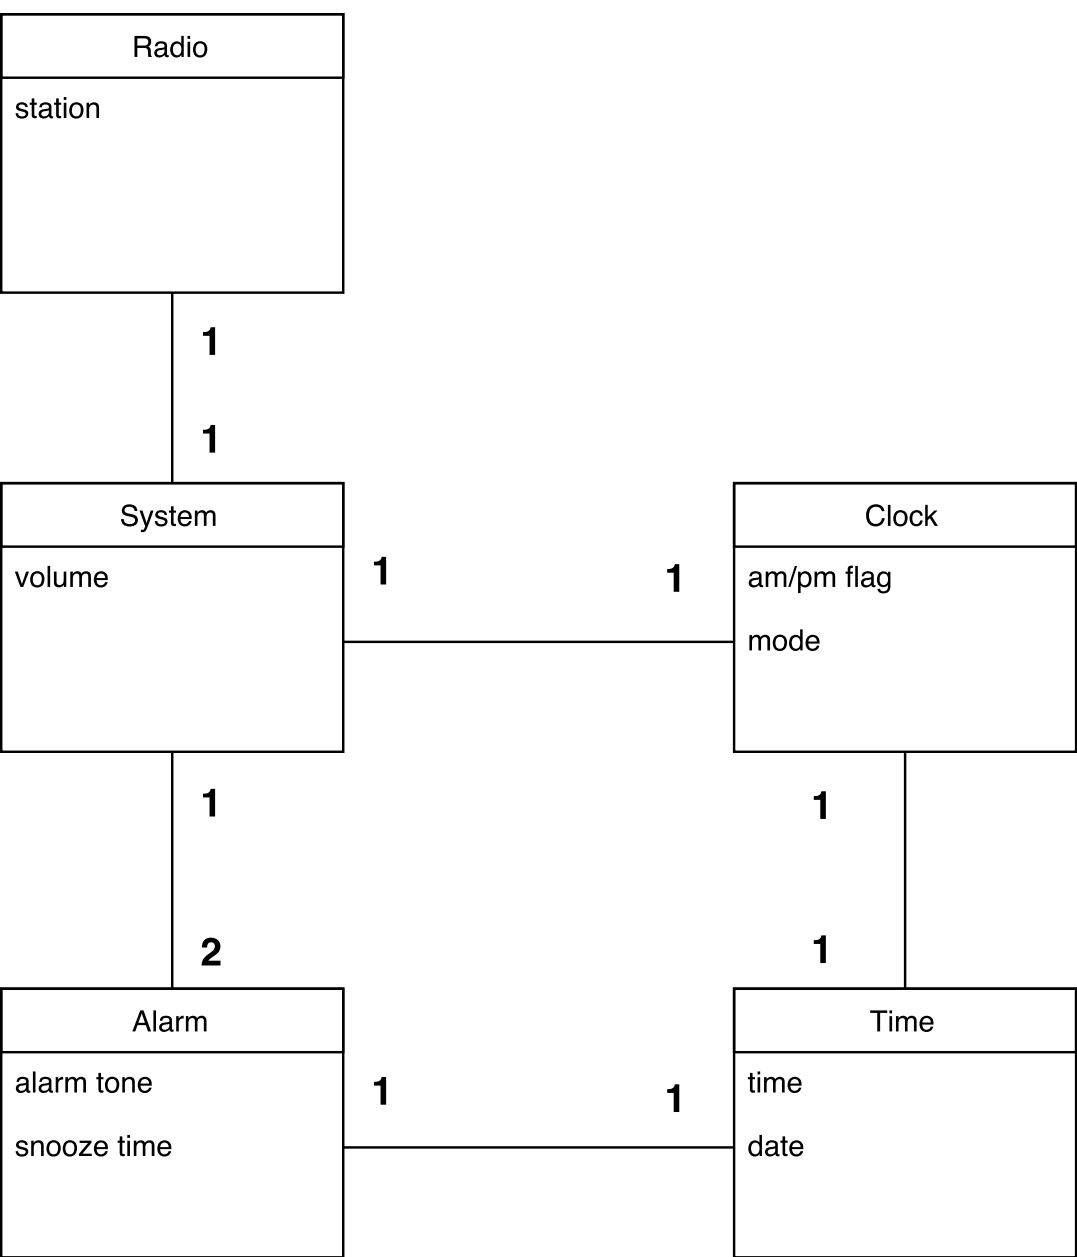 Radio
station
1
1
System
volume
1
1
Clock
am/pm flag
mode
1
2
1
1
Alarm
alarm tone
snooze time
1
1
Time
time
date